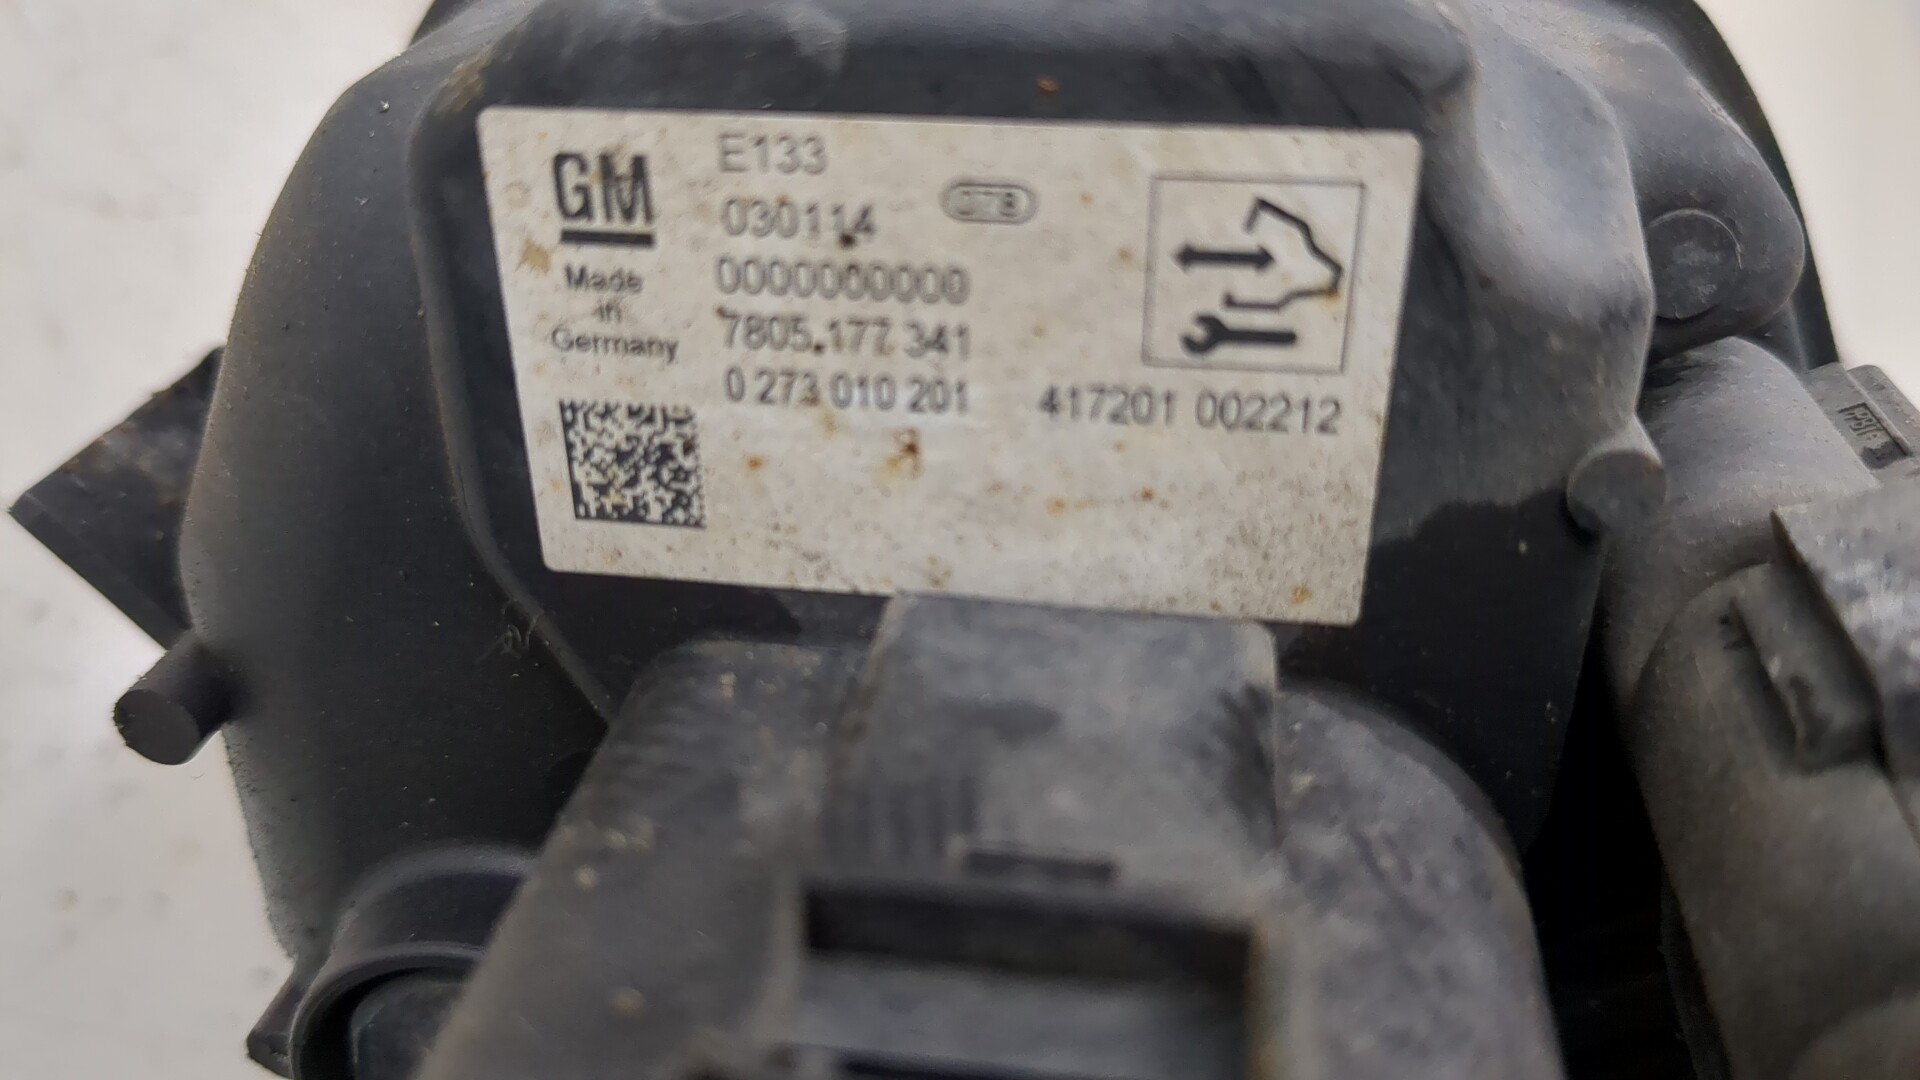 GM
Made
in
Germany
E133
030114
0000000000
7805.177 341
0 273 010 201
417201 002212